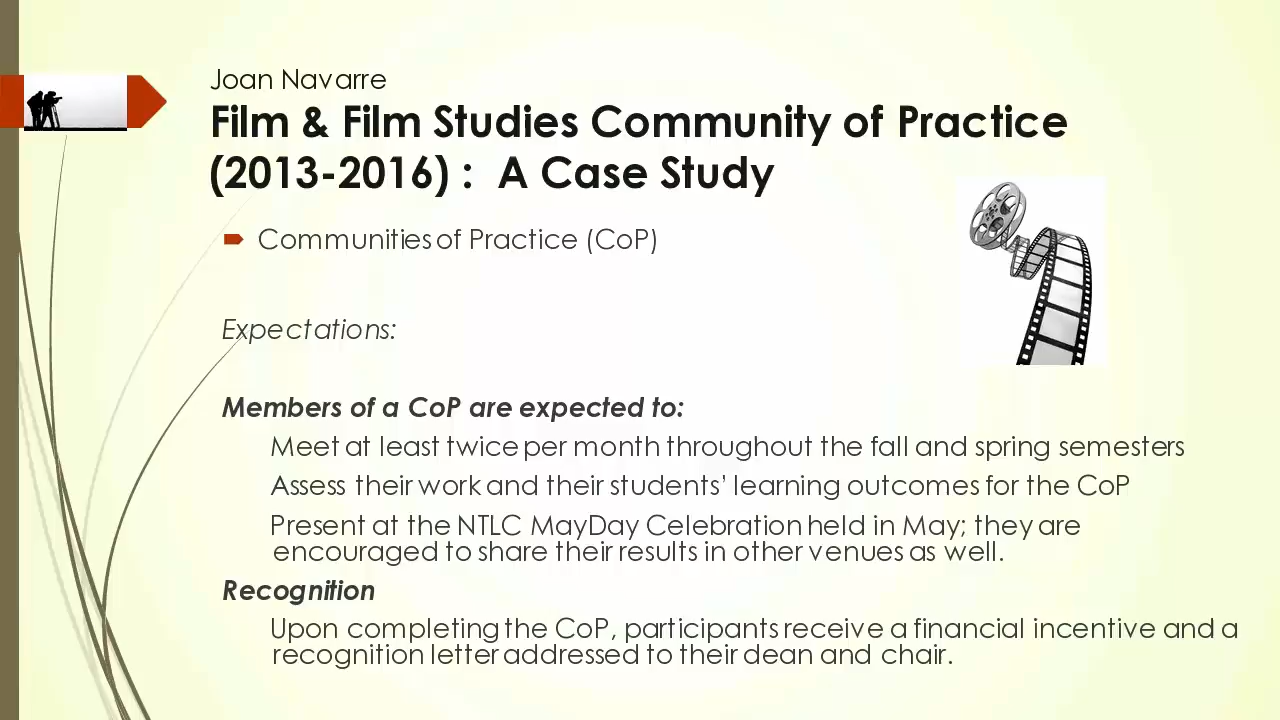 Joan Navarre
Film & Film Studies Community of Practice
(2013-2016) : A Case Study
Communities of Practice (CoP)
Expectations:
Members of a CoP are expected to:
Meet at least twice per month throughout the fall and spring semesters
Assess their work and their students’ learning outcomes for the CoP
Present at the NTLC MayDay Celebration held in May; they are
encouraged to share their results in other venues as well.
Recognition
Upon completing the CoP, participants receive a financial incentive and a
recognition letter addressed to their dean and chair.